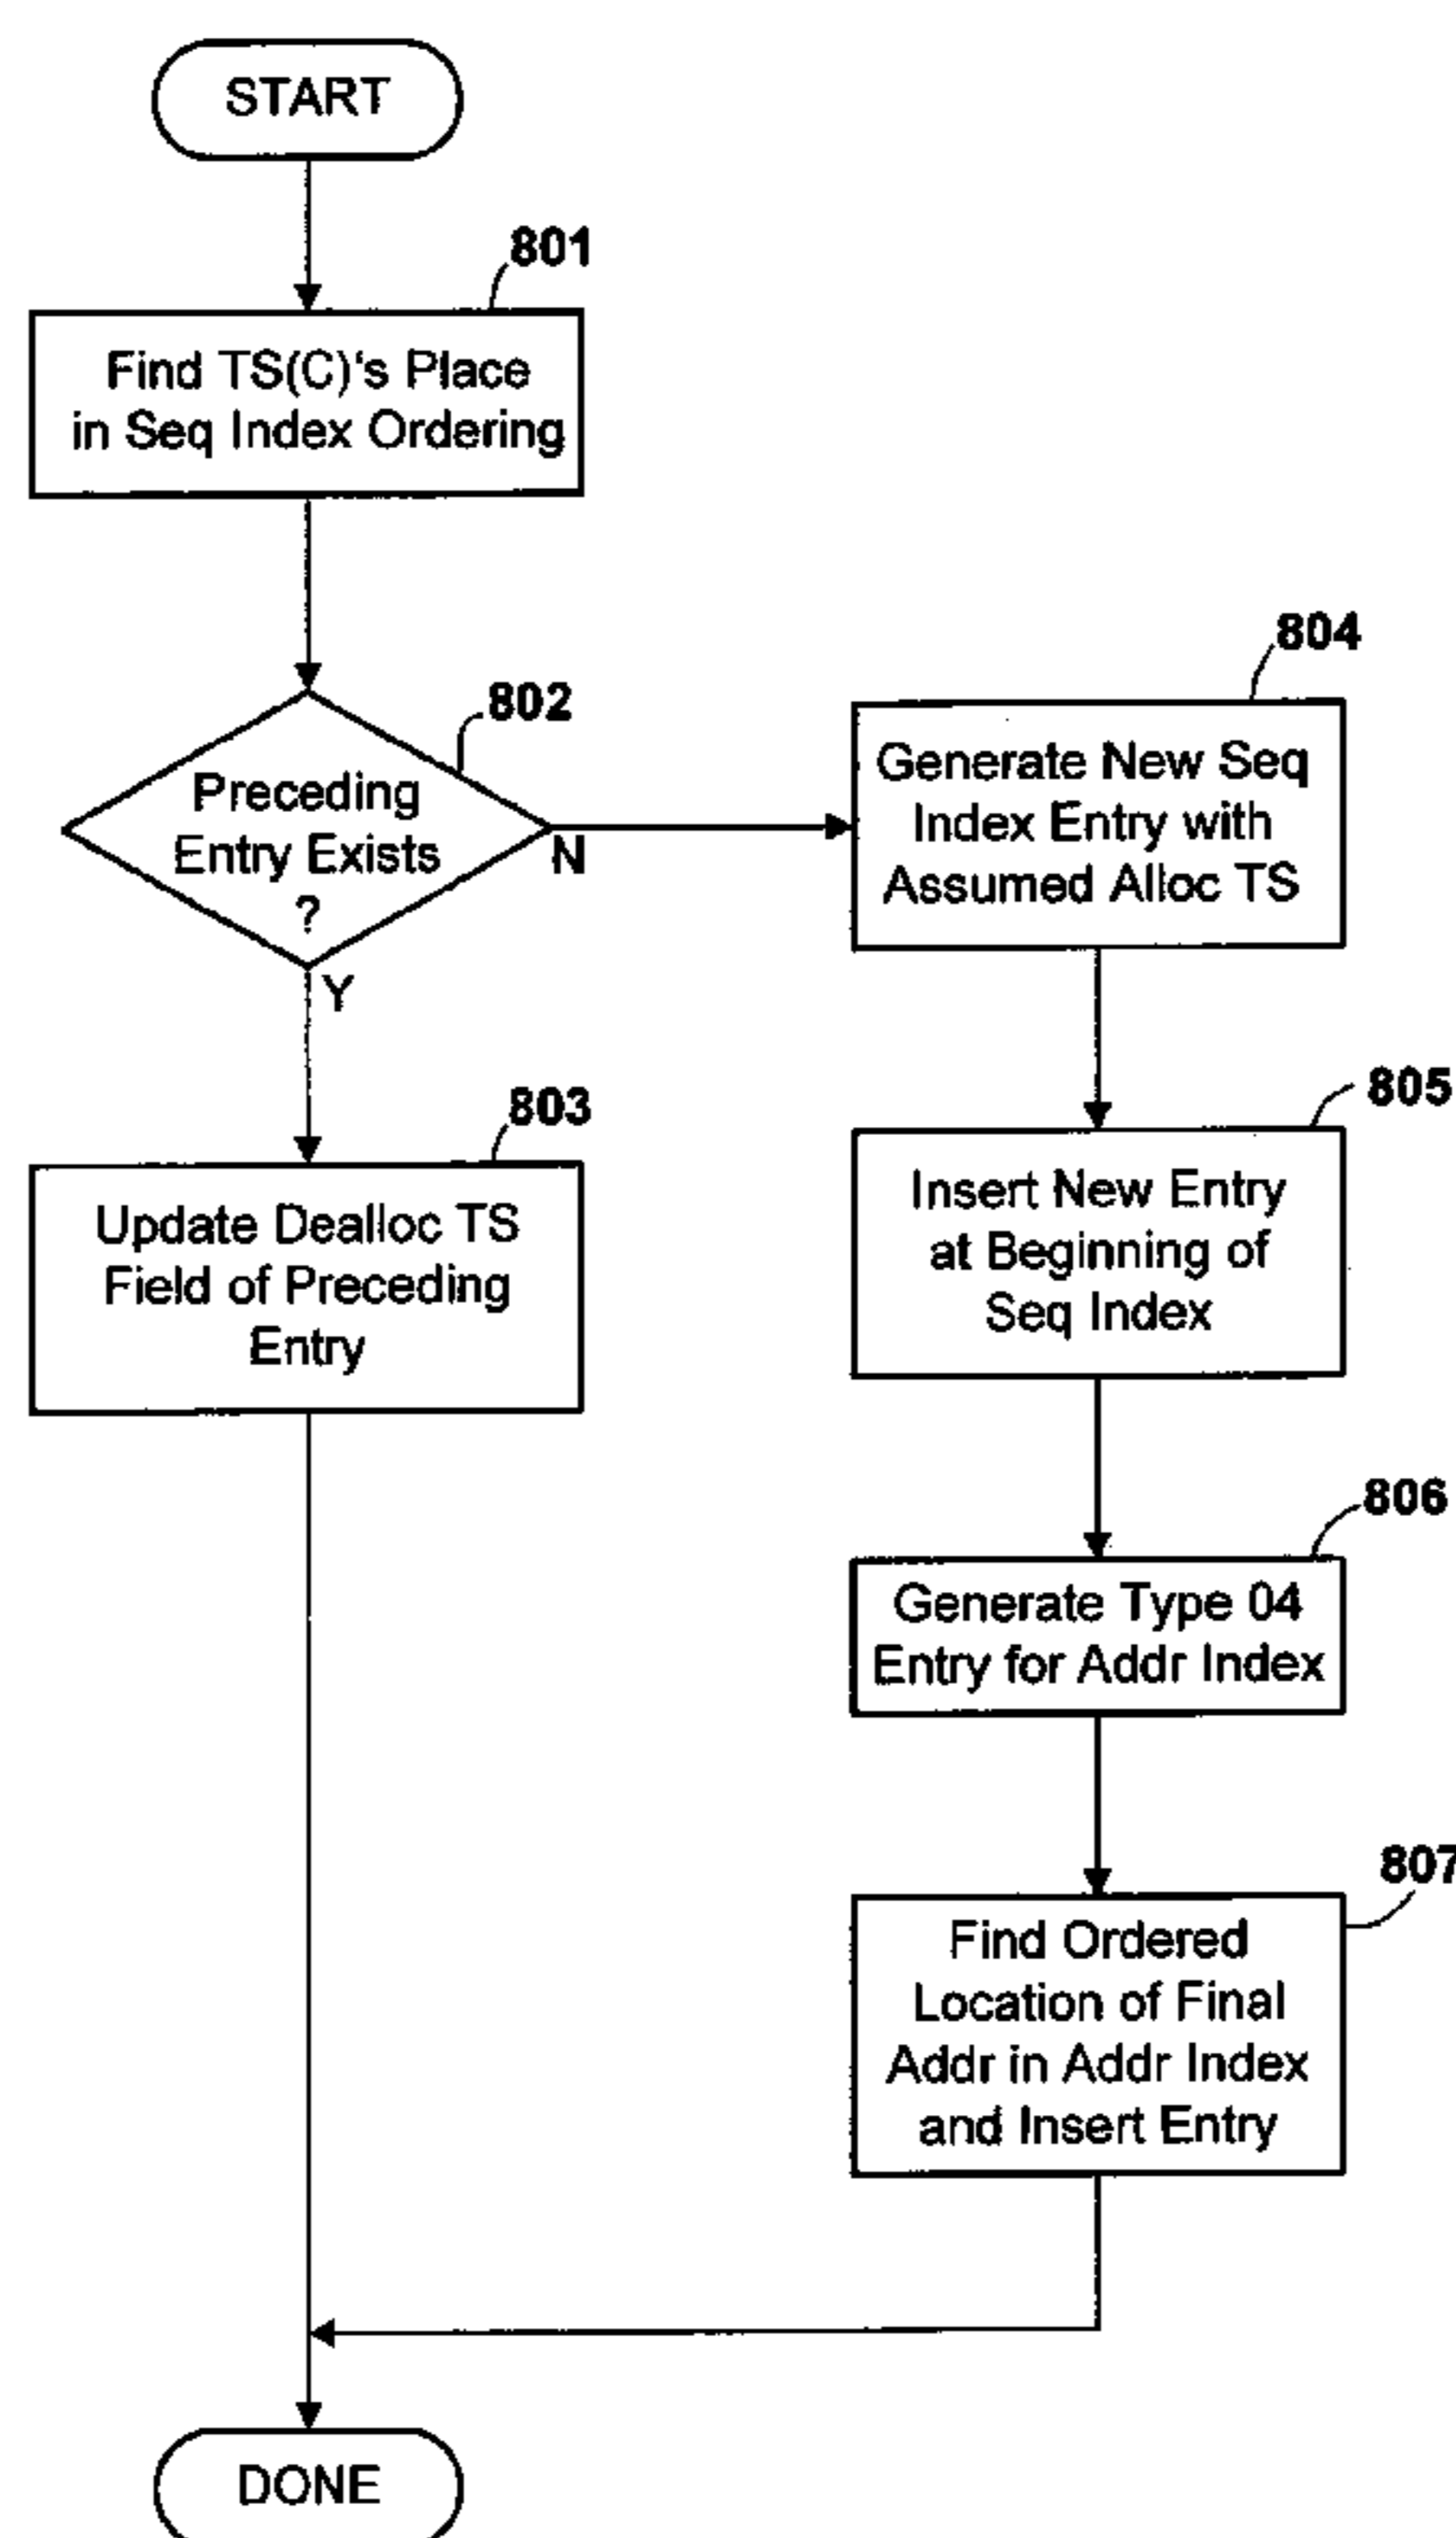 START
801
Find TS(C)'s Place
in Seq Index Ordering
802
Preceding
Entry Exists
?
N
Y
803
Update Dealloc TS
Field of Preceding
Entry
804
Generate New Seq
Index Entry with
Assumed Alloc TS
805
Insert New Entry
at Beginning of
Seq Index
806
Generate Type 04
Entry for Addr Index
807
Find Ordered
Location of Final
Addr in Addr Index
and Insert Entry
DONE